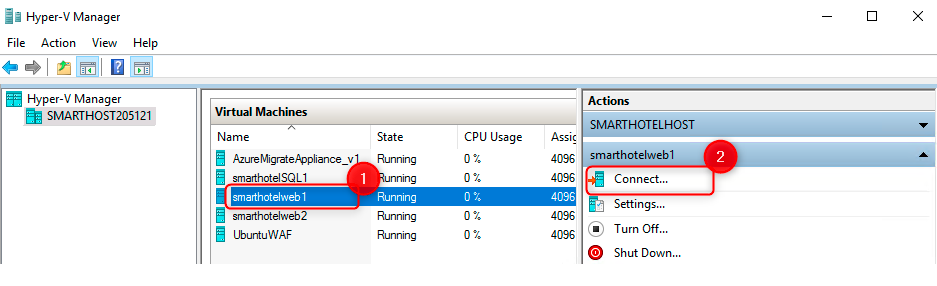 Hyper-V Manager
File Action View Help
Hyper-V Manager
SMARTHOST205121
Virtual Machines
Name State CPU Usage Assig
AzureMigrateAppliance_v1 Running 0 % 4096
smarthotelSQL1 Running 0 % 4096
smarthotelweb1 Running 0 % 4096
smarthotelweb2 Running 0 % 4096
UbuntuWAF Running 0 % 4096
1
Actions
SMARTHOTELHOST
smarthotelweb1
2
Connect...
Settings...
Turn Off...
Shut Down...